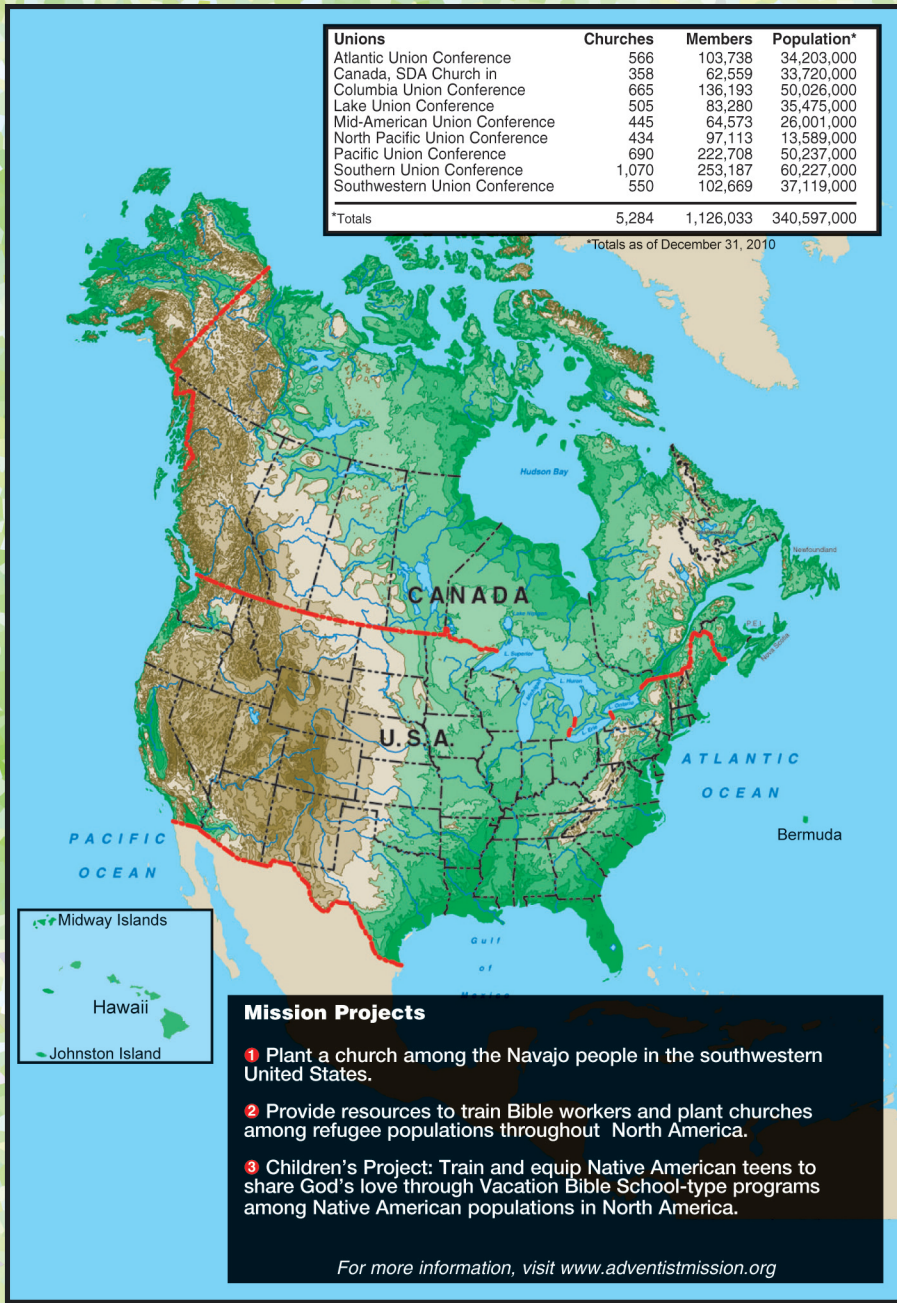 Unions Churches Members Population*
Atlantic Union Conference 566 103,738 34,203,000
Canada, SDA Church in 358 62,559 33,720,000
Columbia Union Conference 665 136,193 50,026,000
Lake Union Conference 505 83,280 35,475,000
Mid-American Union Conference 445 64,573 26,001,000
North Pacific Union Conference 434 97,113 13,589,000
Pacific Union Conference 690 222,708 50,237,000
Southern Union Conference 1,070 253,187 60,227,000
Southwestern Union Conference 550 102,669 37,119,000
*Totals 5,284 1,126,033 340,597,000
*Totals as of December 31, 2010
Hudson Bay
Newfoundland
CANADA
P.E.I.
Nova Scotia
L. Superior
L. Huron
L. Ontario
L. Erie
U.S.A.
ATLANTIC
OCEAN
Bermuda
PACIFIC
OCEAN
Gulf
of
Mexico
Midway Islands
Hawaii
Johnston Island
Mission Projects
1 Plant a church among the Navajo people in the southwestern
United States.
2 Provide resources to train Bible workers and plant churches
among refugee populations throughout North America.
3 Children's Project: Train and equip Native American teens to
share God's love through Vacation Bible School-type programs
among Native American populations in North America.
For more information, visit www.adventistmission.org